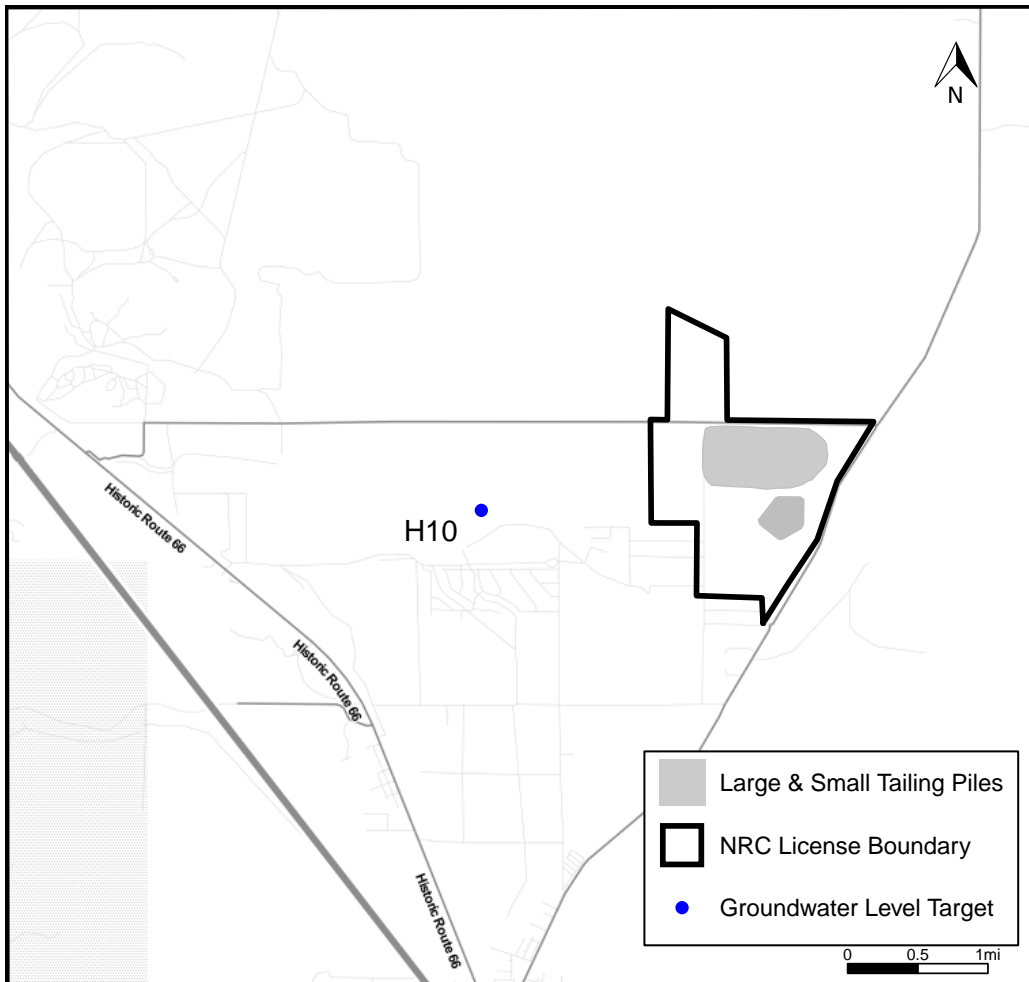 N
Historic Route 66
H10
Historic Route 66
Historic Route 66
Large & Small Tailing Piles
NRC License Boundary
Groundwater Level Target
0 0.5 1mi